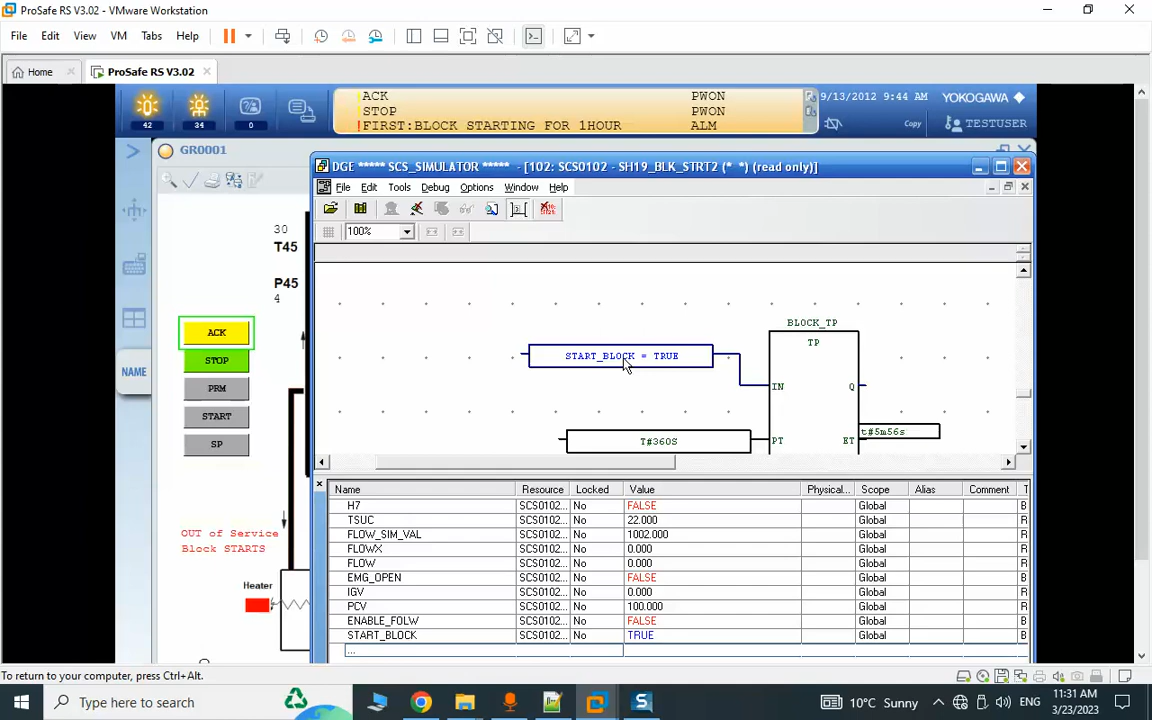 ProSafe RS V3.02 - VMware Workstation
File Edit View VM Tabs Help
Home ProSafe RS V3.02
42 34 0
ACK PWON
STOP PWON
!FIRST:BLOCK STARTING FOR 1HOUR ALM
9/13/2012 9:44 AM YOKOGAWA
Copy TESTUSER
GR0001
DGE ***** SCS_SIMULATOR ***** - [102: SCS0102 - SH19_BLK_STRT2 (* *) (read only)]
File Edit Tools Debug Options Window Help
100%
30
T45
P45
4
ACK
STOP
PRM
START
SP
NAME
OUT of Service
Block STARTS
Heater
BLOCK_TP
TP
START_BLOCK = TRUE
IN Q
T#360S PT ET t#5m56s
Name Resource Locked Value Physical... Scope Alias Comment T
H7 SCS0102... No FALSE Global B
TSUC SCS0102... No 22.000 Global R
FLOW_SIM_VAL SCS0102... No 1002.000 Global R
FLOWX SCS0102... No 0.000 Global R
FLOW SCS0102... No 0.000 Global R
EMG_OPEN SCS0102... No FALSE Global B
IGV SCS0102... No 0.000 Global R
PCV SCS0102... No 100.000 Global R
ENABLE_FOLW SCS0102... No FALSE Global B
START_BLOCK SCS0102... No TRUE Global B
...
To return to your computer, press Ctrl+Alt.
Type here to search
10°C Sunny
11:31 AM
3/23/2023